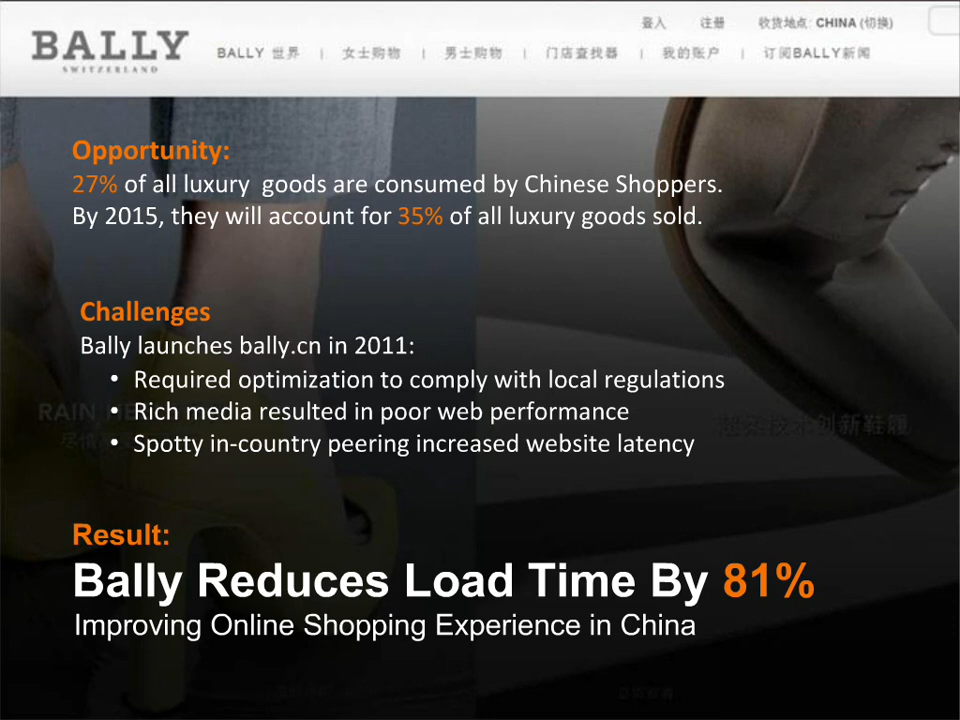 登入 注册 收货地点: CHINA (切换)
BALLY
SWITZERLAND
BALLY 世界 | 女士购物 | 男士购物 | 门店查找器 | 我的账户 | 订阅BALLY新闻
Opportunity:
27% of all luxury goods are consumed by Chinese Shoppers.
By 2015, they will account for 35% of all luxury goods sold.
Challenges
Bally launches bally.cn in 2011:
• Required optimization to comply with local regulations
• Rich media resulted in poor web performance
RAIN
创新鞋履
• Spotty in-country peering increased website latency
Result:
Bally Reduces Load Time By 81%
Improving Online Shopping Experience in China